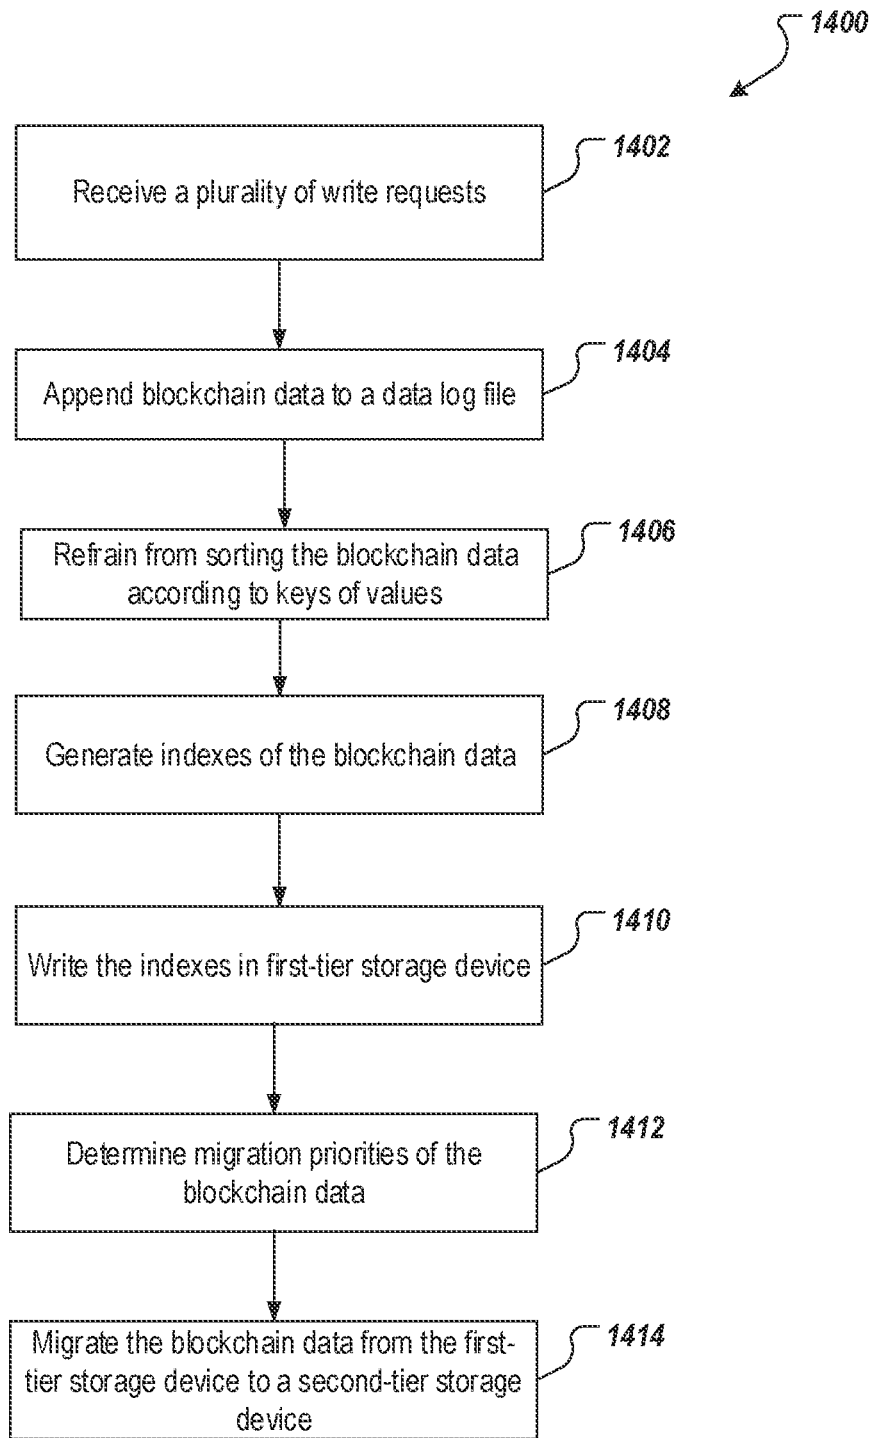 1400
1402
Receive a plurality of write requests
1404
Append blockchain data to a data log file
1406
Refrain from sorting the blockchain data
according to keys of values
1408
Generate indexes of the blockchain data
1410
Write the indexes in first-tier storage device
1412
Determine migration priorities of the
blockchain data
1414
Migrate the blockchain data from the first-
tier storage device to a second-tier storage
device